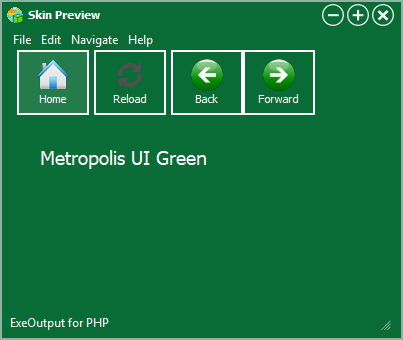 Skin Preview
File Edit Navigate Help
Home Reload Back Forward
Metropolis UI Green
ExeOutput for PHP